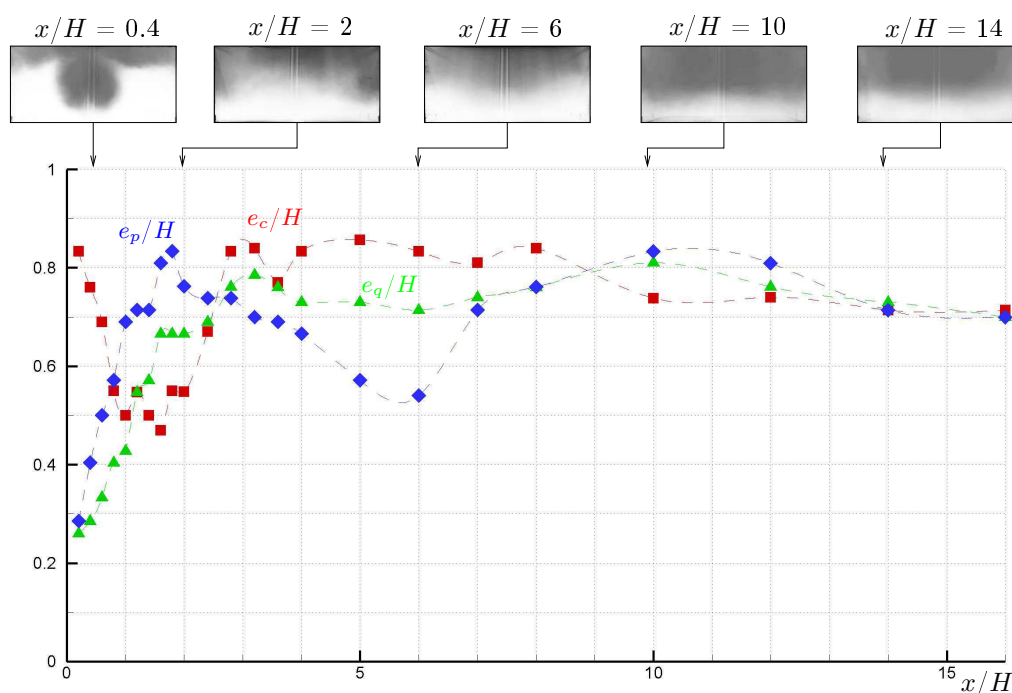 x/H = 0.4
x/H = 2
x/H = 6
x/H = 10
x/H = 14
1
0.8
0.6
0.4
0.2
0
e_p/H
e_c/H
e_q/H
0
5
10
15
x/H